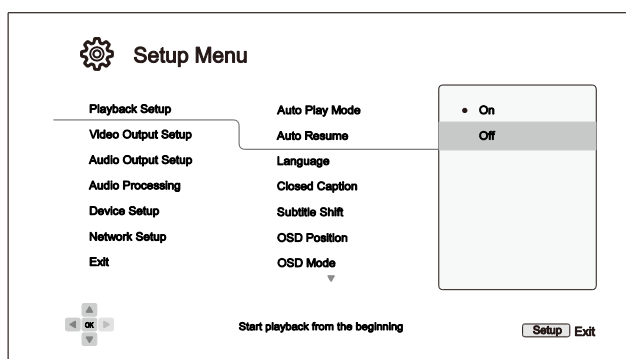 Setup Menu
Playback Setup
Video Output Setup
Audio Output Setup
Audio Processing
Device Setup
Network Setup
Exit
Auto Play Mode
Auto Resume
Language
Closed Caption
Subtitle Shift
OSD Position
OSD Mode
• On
Off
OK
Start playback from the beginning
Setup Exit